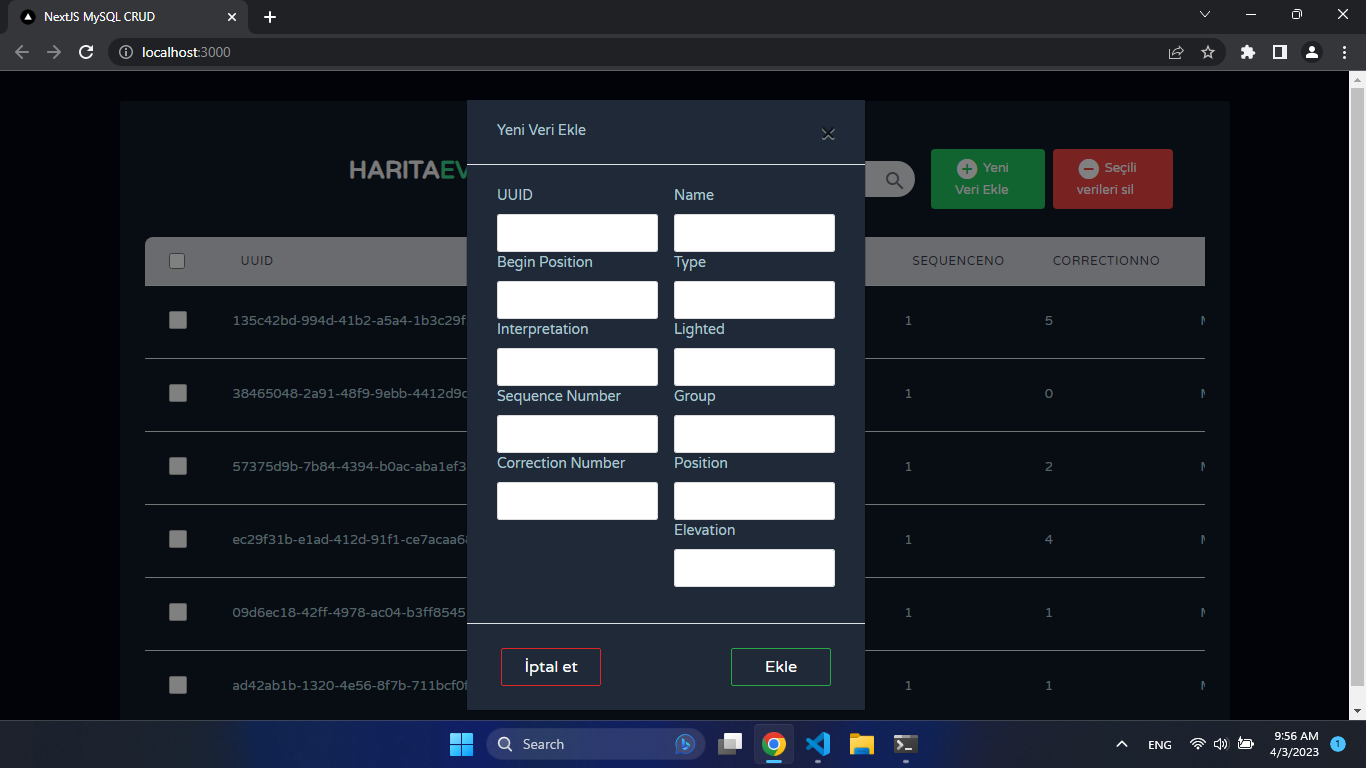 NextJS MySQL CRUD
localhost:3000
Yeni Veri Ekle
HARITAEV
Yeni
Veri Ekle
Seçili
verileri sil
UUID
Name
Begin Position
Type
Interpretation
Lighted
Sequence Number
Group
Correction Number
Position
Elevation
İptal et
Ekle
UUID
SEQUENCENO
CORRECTIONNO
135c42bd-994d-41b2-a5a4-1b3c29f
1
5
38465048-2a91-48f9-9ebb-4412d9c
1
0
57375d9b-7b84-4394-b0ac-aba1ef3
1
2
ec29f31b-e1ad-412d-91f1-ce7acaa6
1
4
09d6ec18-42ff-4978-ac04-b3ff8545
1
1
ad42ab1b-1320-4e56-8f7b-711bcf0f
1
1
Search
ENG
9:56 AM
4/3/2023
1